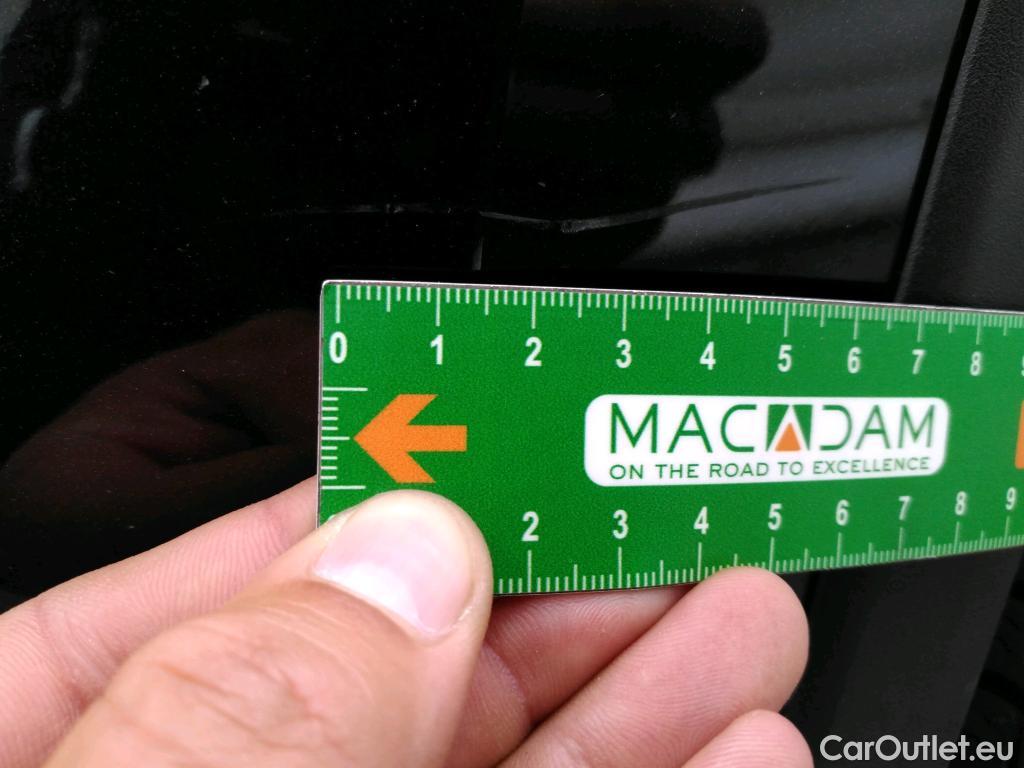 0 1 2 3 4 5 6 7 8
MACADAM
ON THE ROAD TO EXCELLENCE
2 3 4 5 6 7 8 9
CarOutlet.eu